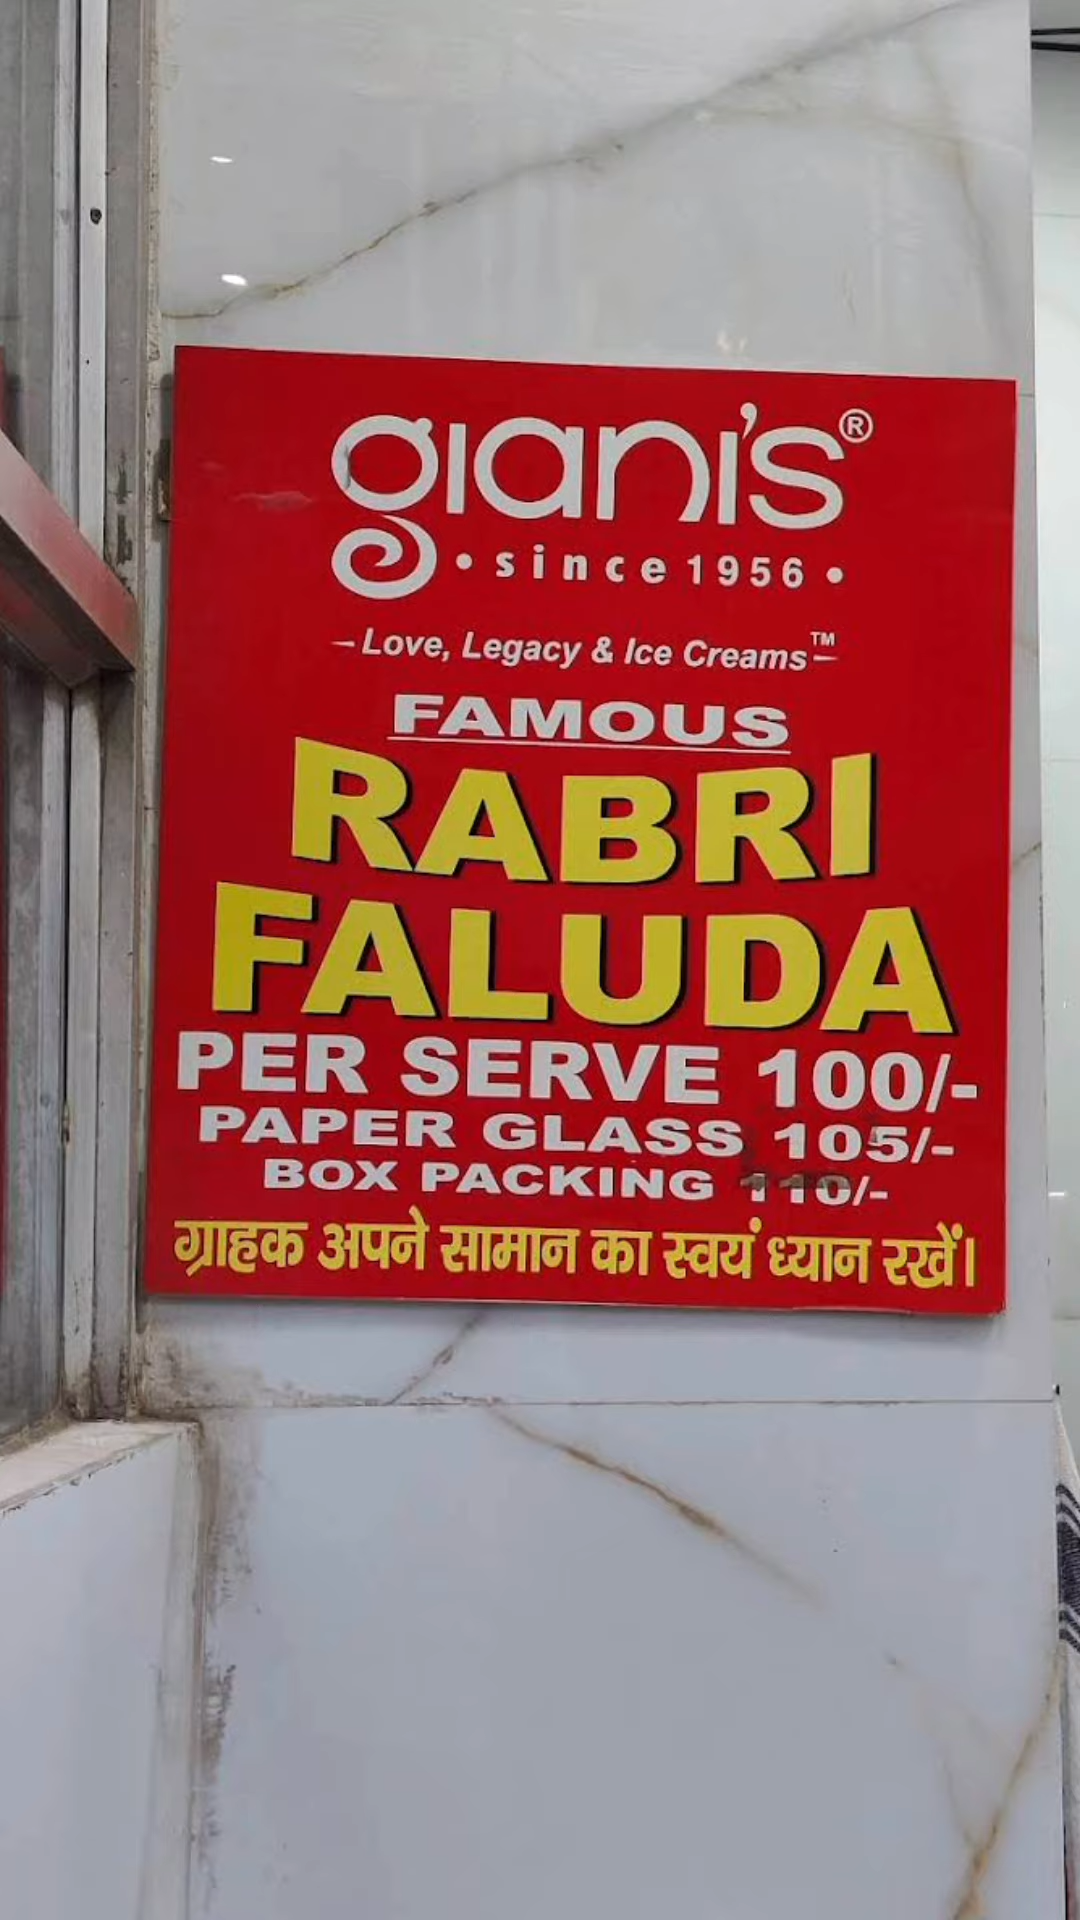 giani's®
• since 1956 •
– Love, Legacy & Ice Creams™ –
FAMOUS
RABRI
FALUDA
PER SERVE 100/-
PAPER GLASS 105/-
BOX PACKING 110/-
ग्राहक अपने सामान का स्वयं ध्यान रखें।